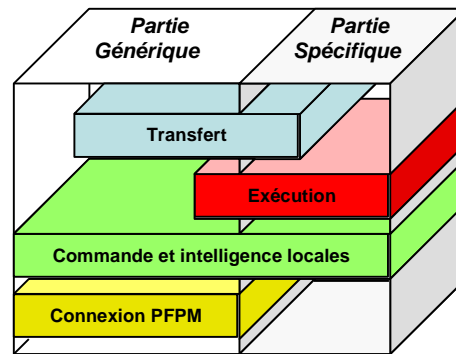 Partie
Générique
Partie
Spécifique
Transfert
Exécution
Commande et intelligence locales
Connexion PFPM